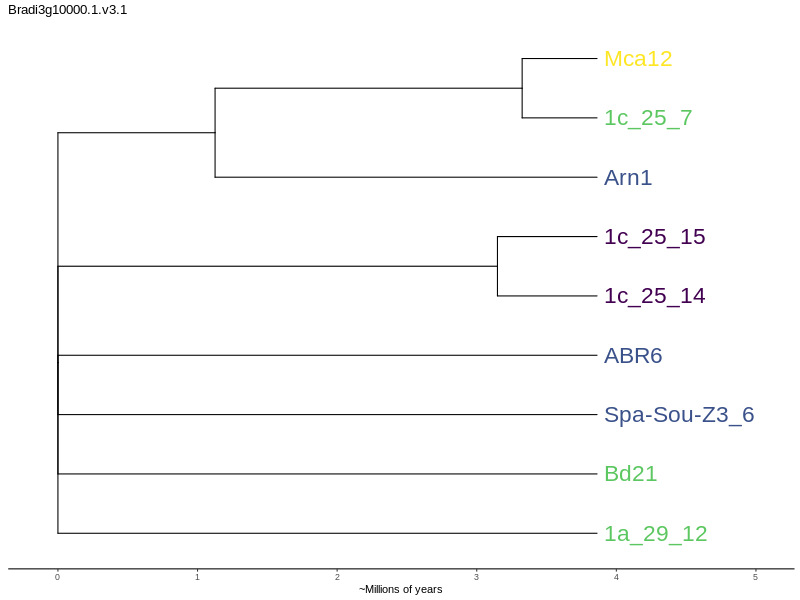 Bradi3g10000.1.v3.1
Mca12
1c_25_7
Arn1
1c_25_15
1c_25_14
ABR6
Spa-Sou-Z3_6
Bd21
1a_29_12
0 1 2 3 4 5
~Millions of years